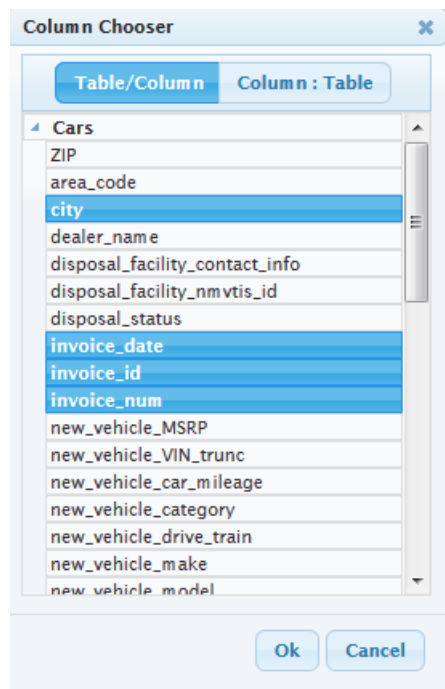 Column Chooser
Table/Column Column : Table
Cars
ZIP
area_code
city
dealer_name
disposal_facility_contact_info
disposal_facility_nmvtis_id
disposal_status
invoice_date
invoice_id
invoice_num
new_vehicle_MSRP
new_vehicle_VIN_trunc
new_vehicle_car_mileage
new_vehicle_category
new_vehicle_drive_train
new_vehicle_make
new_vehicle_model
Ok Cancel